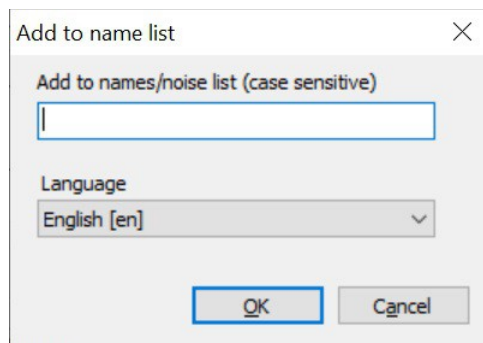 Add to name list
Add to names/noise list (case sensitive)
Language
English [en]
OK
Cancel